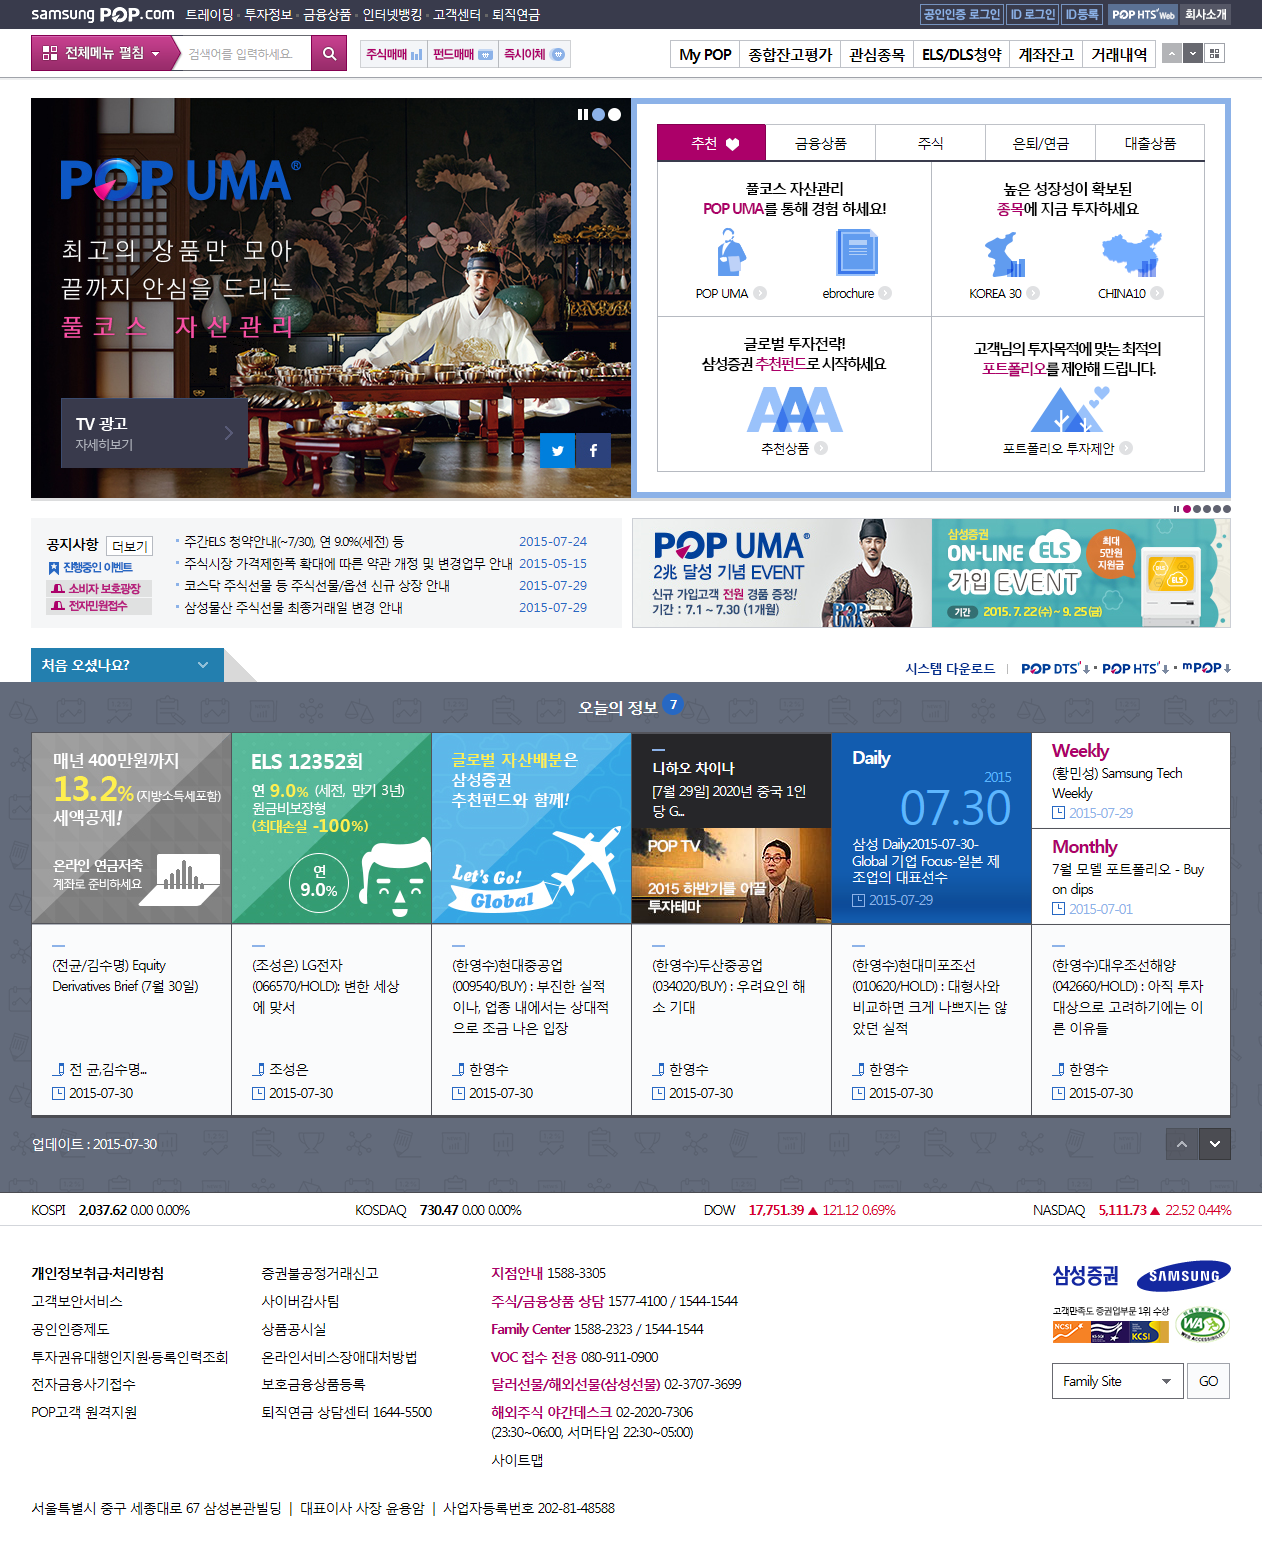 samsung POP.com 트레이딩 투자정보 금융상품 인터넷뱅킹 고객센터 퇴직연금
공인인증 로그인 ID 로그인 ID등록 POP HTS Web 회사소개
전체메뉴 펼침 검색어를 입력하세요. 주식매매 펀드매매 즉시이체
My POP 종합잔고평가 관심종목 ELS/DLS청약 계좌잔고 거래내역
POP UMA®
최고의 상품만 모아
끝까지 안심을 드리는
풀코스 자산관리
TV 광고
자세히보기
추천 금융상품 주식 은퇴/연금 대출상품
풀코스 자산관리
POP UMA를 통해 경험 하세요!
POP UMA ebrochure
높은 성장성이 확보된
종목에 지금 투자하세요
KOREA 30 CHINA10
글로벌 투자전략!
삼성증권 추천펀드로 시작하세요
추천상품
고객님의 투자목적에 맞는 최적의
포트폴리오를 제안해 드립니다.
포트폴리오 투자제안
공지사항 더보기
진행중인 이벤트
소비자 보호광장
전자민원접수
주간ELS 청약안내(~7/30), 연 9.0%(세전) 등 2015-07-24
주식시장 가격제한폭 확대에 따른 약관 개정 및 변경업무 안내 2015-05-15
코스닥 주식선물 등 주식선물/옵션 신규 상장 안내 2015-07-29
삼성물산 주식선물 최종거래일 변경 안내 2015-07-29
POP UMA®
2兆 달성 기념 EVENT
신규 가입고객 전원 경품 증정!
기간 : 7.1 ~ 7.30 (1개월)
POP
UMA
삼성증권
ON-LINE ELS
가입 EVENT
기간 2015. 7. 22(수) ~ 9. 25(금)
최대
5만원
지원금
ELS
처음 오셨나요?
시스템 다운로드 POP DTS POP HTS mPOP
오늘의 정보 7
매년 400만원까지
13.2% (지방소득세포함)
세액공제!
온라인 연금저축
계좌로 준비하세요
ELS 12352회
연 9.0% (세전, 만기 3년)
원금비보장형
(최대손실 -100%)
연
9.0%
글로벌 자산배분은
삼성증권
추천펀드와 함께!
Let's Go!
Global
니하오 차이나
[7월 29일] 2020년 중국 1인
당 G...
POP TV
2015 하반기를 이끌
투자테마
Daily
2015
07.30
삼성 Daily:2015-07-30-
Global 기업 Focus-일본 제
조업의 대표선수
2015-07-29
Weekly
(황민성) Samsung Tech
Weekly
2015-07-29
Monthly
7월 모델 포트폴리오 - Buy
on dips
2015-07-01
(전균/김수명) Equity
Derivatives Brief (7월 30일)
전 균,김수명...
2015-07-30
(조성은) LG전자
(066570/HOLD): 변한 세상
에 맞서
조성은
2015-07-30
(한영수)현대중공업
(009540/BUY) : 부진한 실적
이나, 업종 내에서는 상대적
으로 조금 나은 입장
한영수
2015-07-30
(한영수)두산중공업
(034020/BUY) : 우려요인 해
소 기대
한영수
2015-07-30
(한영수)현대미포조선
(010620/HOLD) : 대형사와
비교하면 크게 나쁘지는 않
았던 실적
한영수
2015-07-30
(한영수)대우조선해양
(042660/HOLD) : 아직 투자
대상으로 고려하기에는 이
른 이유들
한영수
2015-07-30
업데이트 : 2015-07-30
KOSPI 2,037.62 0.00 0.00% KOSDAQ 730.47 0.00 0.00% DOW 17,751.39 ▲ 121.12 0.69% NASDAQ 5,111.73 ▲ 22.52 0.44%
개인정보취급·처리방침
고객보안서비스
공인인증제도
투자권유대행인지원·등록인력조회
전자금융사기접수
POP고객 원격지원
증권불공정거래신고
사이버감사팀
상품공시실
온라인서비스장애대처방법
보호금융상품등록
퇴직연금 상담센터 1644-5500
지점안내 1588-3305
주식/금융상품 상담 1577-4100 / 1544-1544
Family Center 1588-2323 / 1544-1544
VOC 접수 전용 080-911-0900
달러선물/해외선물(삼성선물) 02-3707-3699
해외주식 야간데스크 02-2020-7306
(23:30~06:00, 서머타임 22:30~05:00)
사이트맵
삼성증권 SAMSUNG
고객만족도 증권업부문 1위 수상
NCSI KCSI
WA
WEB ACCESSIBILITY
Family Site GO
서울특별시 중구 세종대로 67 삼성본관빌딩 | 대표이사 사장 윤용암 | 사업자등록번호 202-81-48588